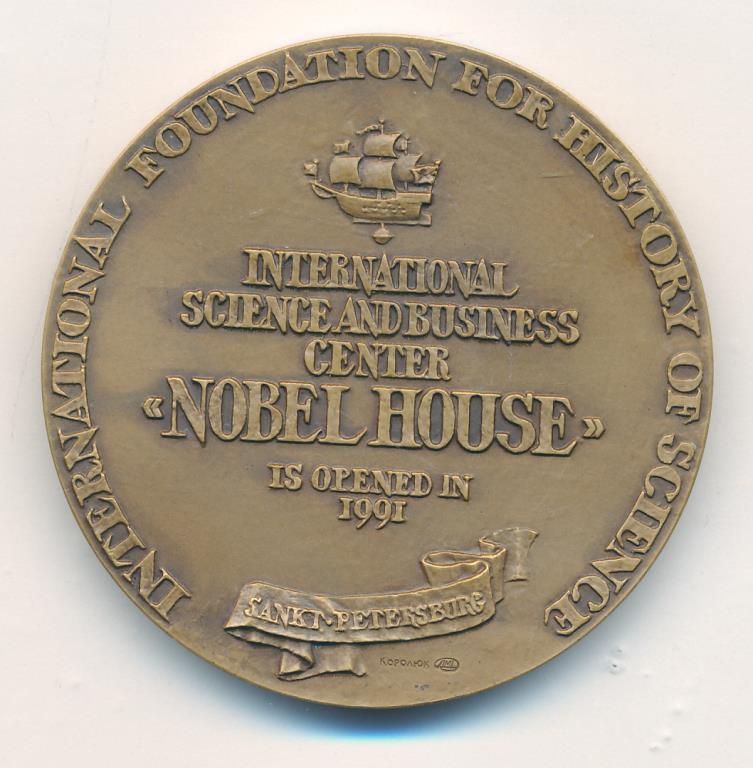 INTERNATIONAL FOUNDATION FOR HISTORY OF SCIENCE
INTERNATIONAL
SCIENCE AND BUSINESS
CENTER
«NOBEL HOUSE»
IS OPENED IN
1991
SANKT-PETERSBURG
КОРОЛЮК ЛМД